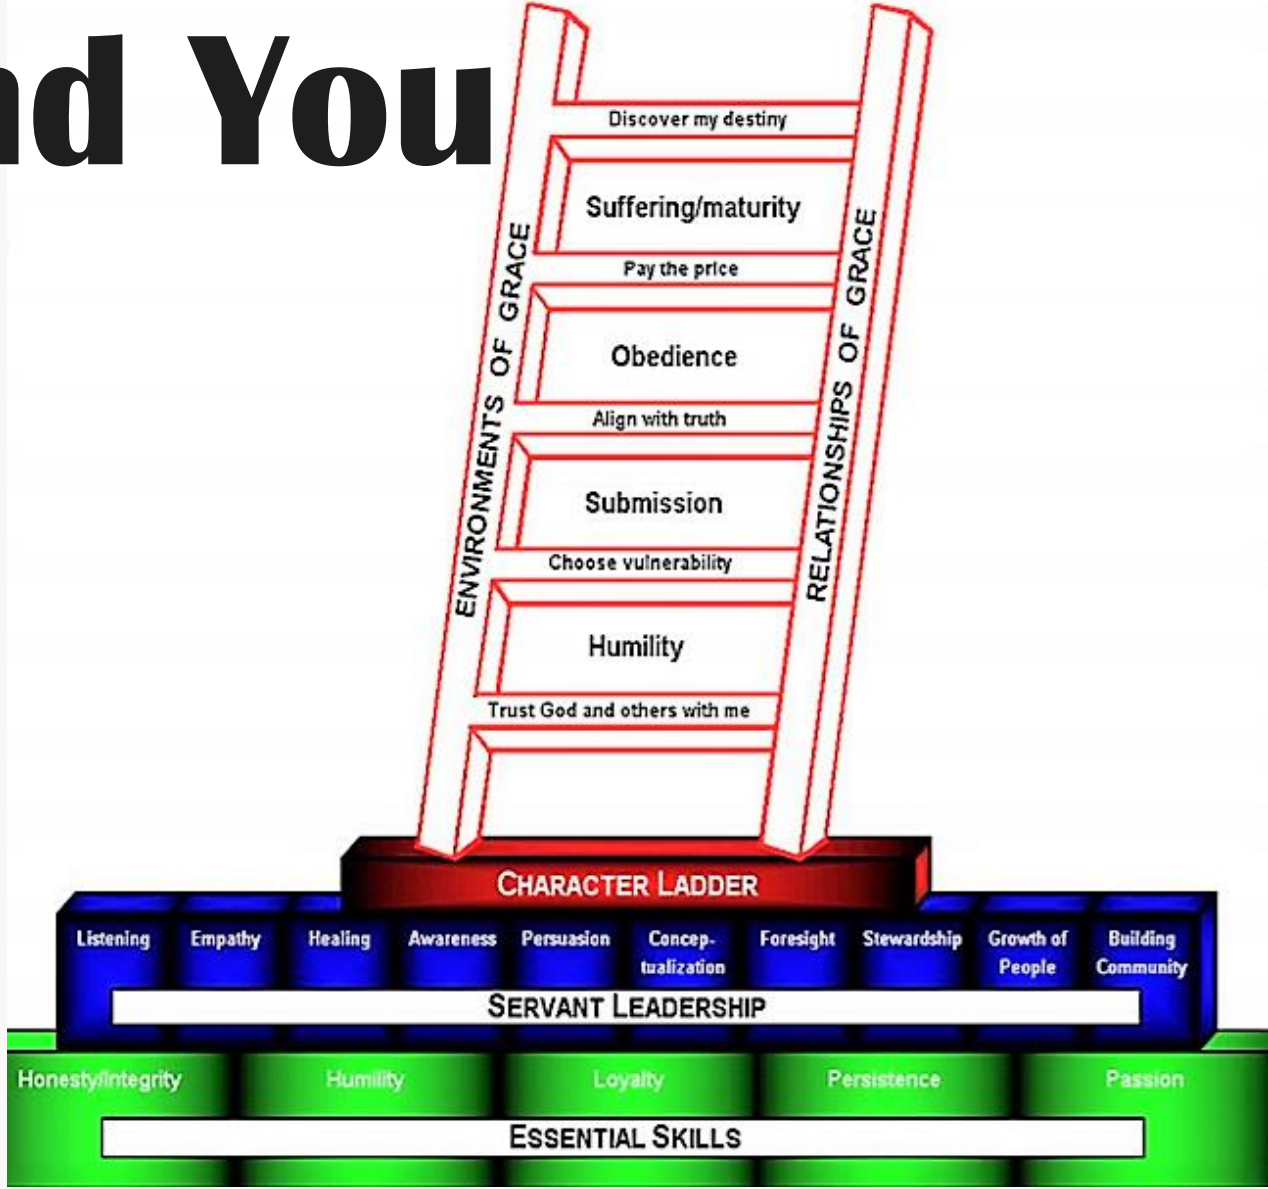 nd You
Discover my destiny
Suffering/maturity
Pay the price
Obedience
Align with truth
Submission
Choose vulnerability
Humility
Trust God and others with me
ENVIRONMENTS OF GRACE
RELATIONSHIPS OF GRACE
CHARACTER LADDER
Listening
Empathy
Healing
Awareness
Persuasion
Concep-
tualization
Foresight
Stewardship
Growth of
People
Building
Community
SERVANT LEADERSHIP
Honesty/Integrity
Humility
Loyalty
Persistence
Passion
ESSENTIAL SKILLS